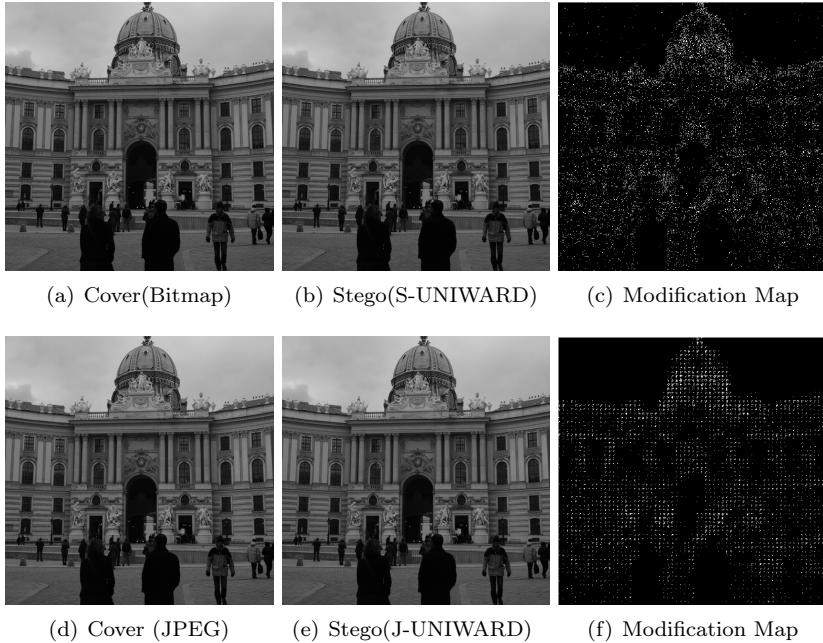 (a) Cover(Bitmap)
(b) Stego(S-UNIWARD)
(c) Modification Map
(d) Cover (JPEG)
(e) Stego(J-UNIWARD)
(f) Modification Map